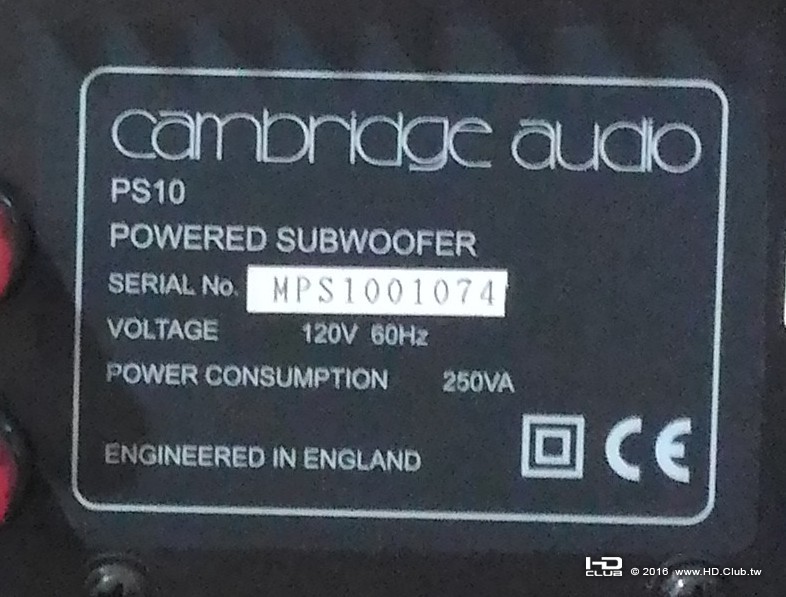 cambridge audio
PS10
POWERED SUBWOOFER
SERIAL No. MPS1001074
VOLTAGE 120V 60Hz
POWER CONSUMPTION 250VA
ENGINEERED IN ENGLAND CE
HD CLUB © 2016 www.HD.Club.tw